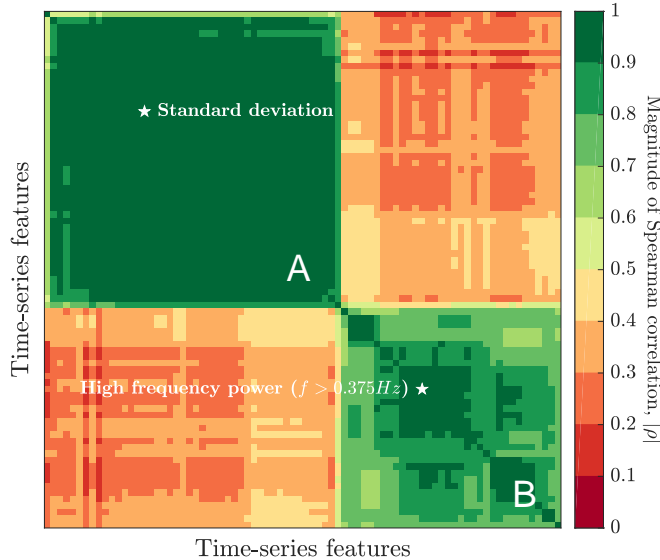 Time-series features
★ Standard deviation
A
High frequency power (f > 0.375Hz) ★
B
Time-series features
1
0.9
0.8
0.7
0.6
0.5
0.4
0.3
0.2
0.1
0
Magnitude of Spearman correlation, |ρ|